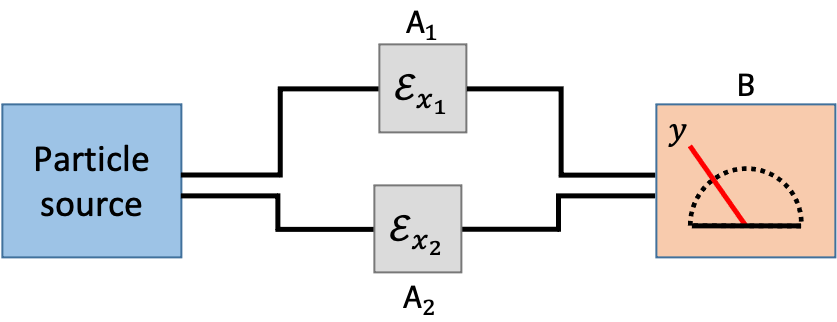 A₁
ℰₓ₁
B
Particle
source
y
ℰₓ₂
A₂